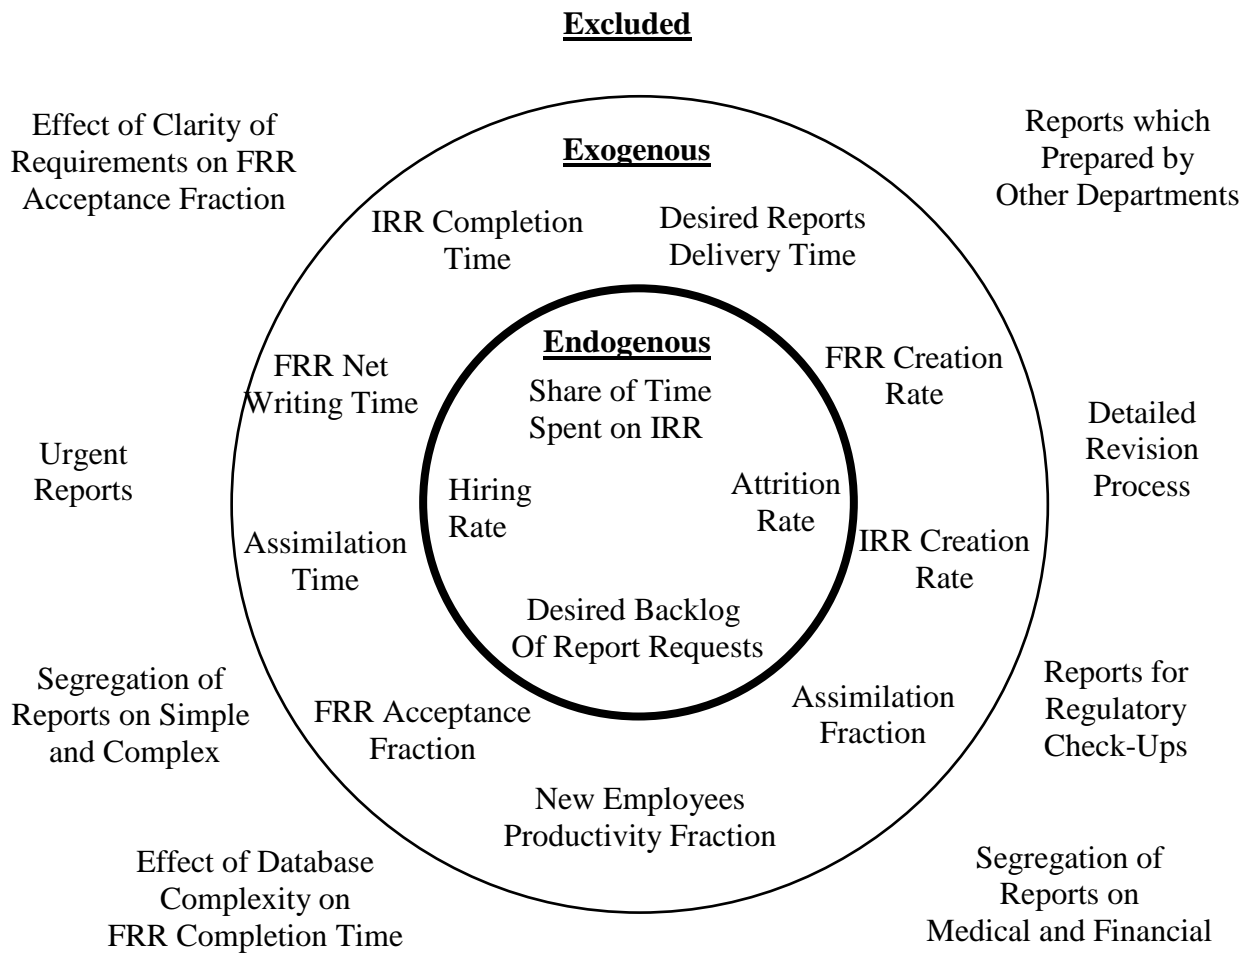 Excluded
Effect of Clarity of
Requirements on FRR
Acceptance Fraction
Reports which
Prepared by
Other Departments
Exogenous
IRR Completion
Time
Desired Reports
Delivery Time
Endogenous
Share of Time
Spent on IRR
FRR Net
Writing Time
FRR Creation
Rate
Urgent
Reports
Hiring
Rate
Attrition
Rate
Detailed
Revision
Process
Assimilation
Time
IRR Creation
Rate
Desired Backlog
Of Report Requests
Segregation of
Reports on Simple
and Complex
FRR Acceptance
Fraction
Assimilation
Fraction
Reports for
Regulatory
Check-Ups
New Employees
Productivity Fraction
Effect of Database
Complexity on
FRR Completion Time
Segregation of
Reports on
Medical and Financial